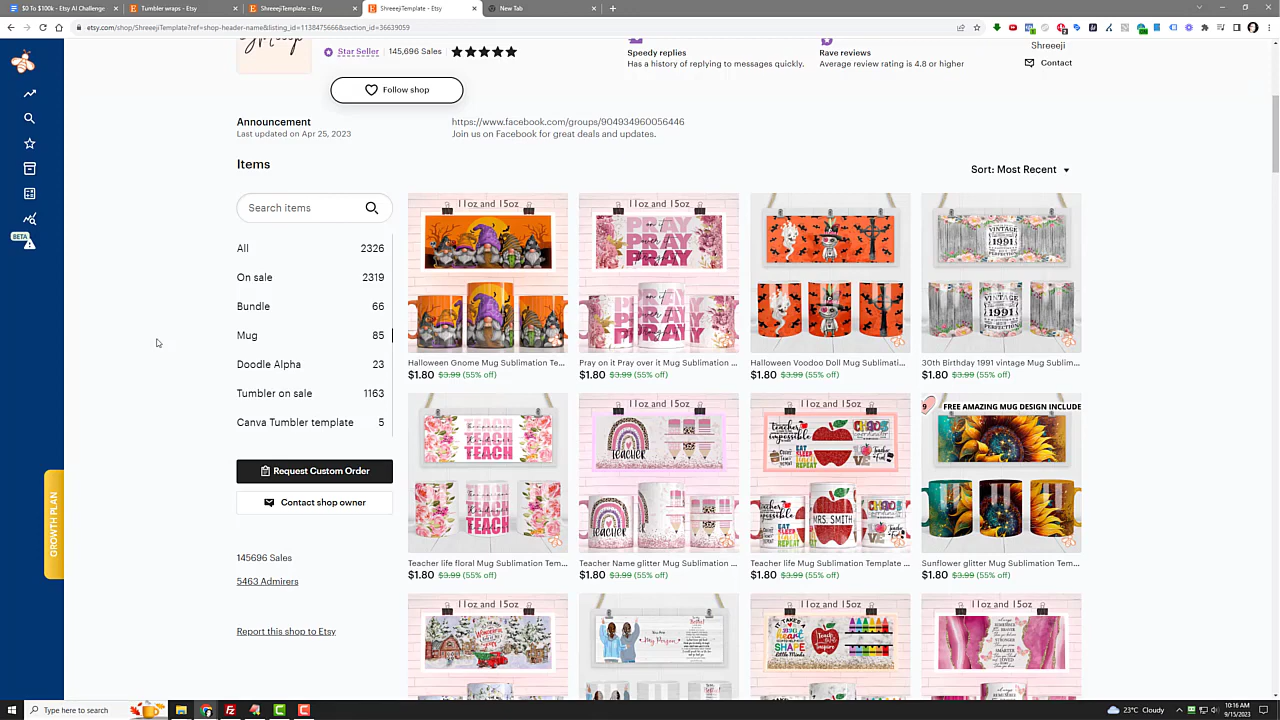 $0 To $100k - Etsy AI Challenge
Tumbler wraps - Etsy
ShreeejiTemplate - Etsy
ShreeejiTemplate - Etsy
New Tab
etsy.com/shop/ShreeejiTemplate?ref=shop-header-name&listing_id=1138475666&section_id=36639059
Star Seller
145,696 Sales
Speedy replies
Has a history of replying to messages quickly.
Rave reviews
Average review rating is 4.8 or higher
Shreeeji
Contact
Follow shop
Announcement
Last updated on Apr 25, 2023
https://www.facebook.com/groups/904934960056446
Join us on Facebook for great deals and updates.
Items
Sort: Most Recent
Search items
All 2326
On sale 2319
Bundle 66
Mug 85
Doodle Alpha 23
Tumbler on sale 1163
Canva Tumbler template 5
Request Custom Order
Contact shop owner
145696 Sales
5463 Admirers
Report this shop to Etsy
BETA
GROWTH PLAN
11oz and 15oz
Halloween Gnome Mug Sublimation Te...
$1.80 $3.99 (55% off)
11oz and 15oz
PRAY
PRAY
PRAY
Pray on it Pray over it Mug Sublimation ...
$1.80 $3.99 (55% off)
Halloween Voodoo Doll Mug Sublimati...
$1.80 $3.99 (55% off)
VINTAGE
1991
30th Birthday 1991 vintage Mug Sublim...
$1.80 $3.99 (55% off)
TEACH
TEACH
Teacher life floral Mug Sublimation Tem...
$1.80 $3.99 (55% off)
11oz and 15oz
TEACHER
TEACHER
Teacher Name glitter Mug Sublimation ...
$1.80 $3.99 (55% off)
11oz and 15oz
MRS. SMITH
Teacher life Mug Sublimation Template ...
$1.80 $3.99 (55% off)
FREE AMAZING MUG DESIGN INCLUDE
Sunflower glitter Mug Sublimation Tem...
$1.80 $3.99 (55% off)
11oz and 15oz
11oz and 15oz
11oz and 15oz
Type here to search
23°C Cloudy
10:16 AM
9/15/2023